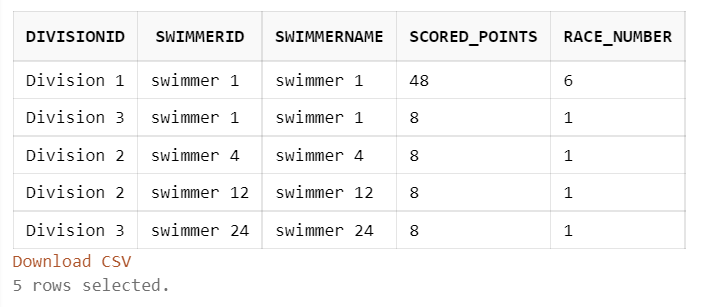 DIVISIONID SWIMMERID SWIMMERNAME SCORED_POINTS RACE_NUMBER
Division 1 swimmer 1 swimmer 1 48 6
Division 3 swimmer 1 swimmer 1 8 1
Division 2 swimmer 4 swimmer 4 8 1
Division 2 swimmer 12 swimmer 12 8 1
Division 3 swimmer 24 swimmer 24 8 1
Download CSV
5 rows selected.